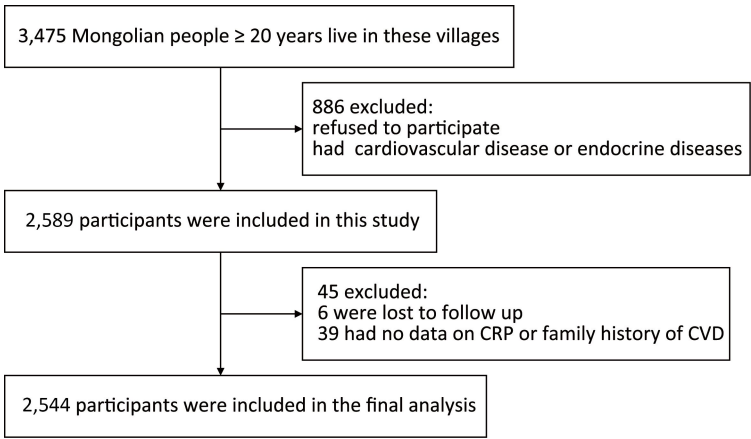 3,475 Mongolian people ≥ 20 years live in these villages
886 excluded:
refused to participate
had cardiovascular disease or endocrine diseases
2,589 participants were included in this study
45 excluded:
6 were lost to follow up
39 had no data on CRP or family history of CVD
2,544 participants were included in the final analysis